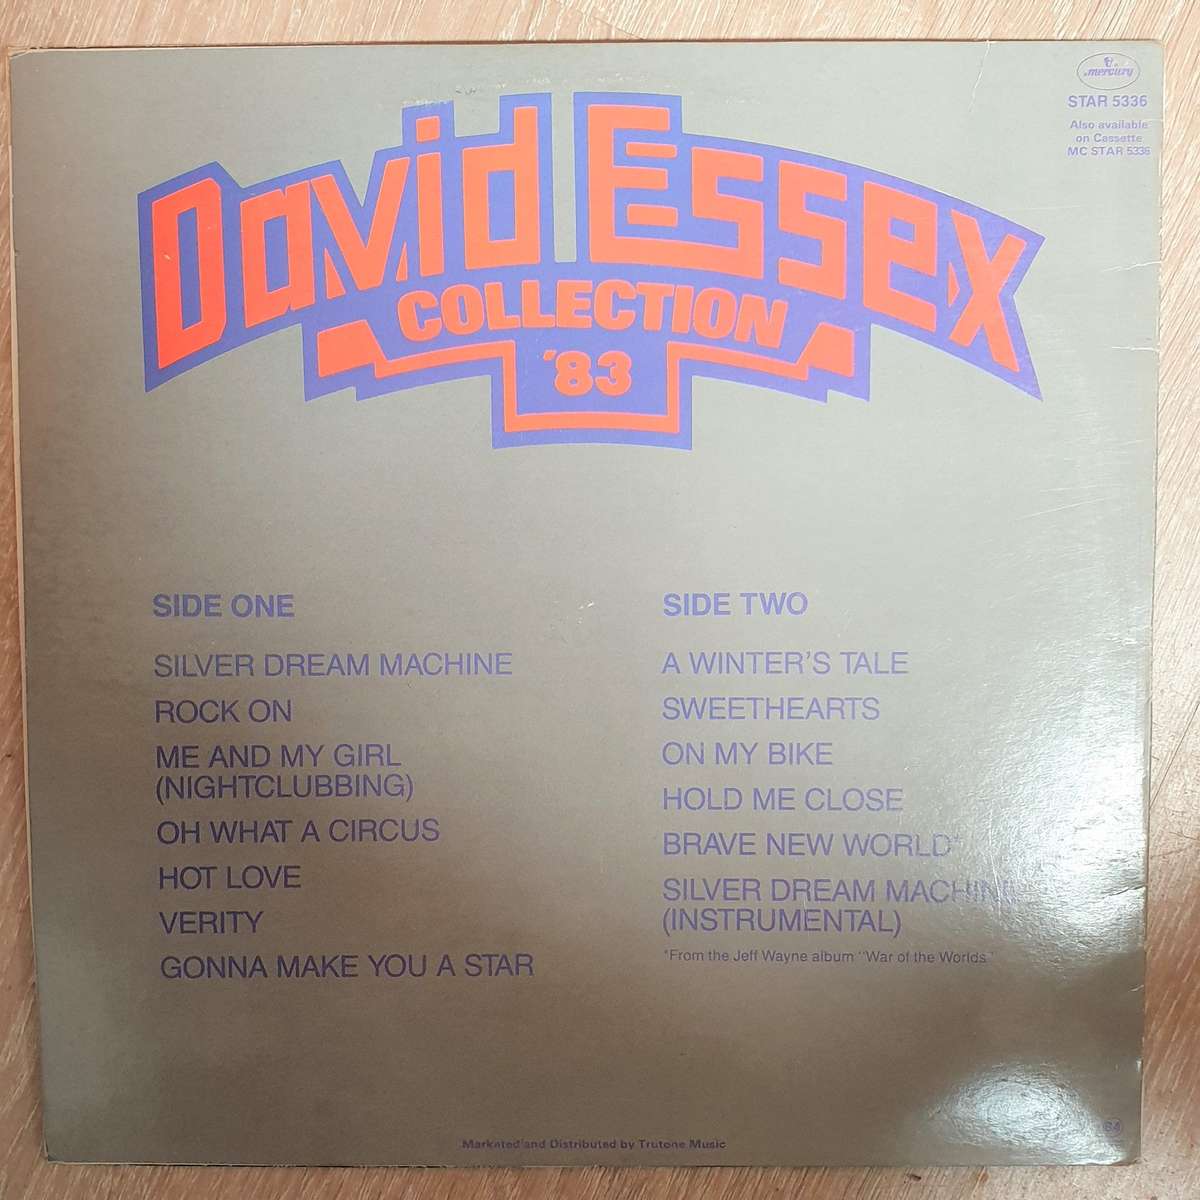 mercury
STAR 5336
Also available
on Cassette
MC STAR 5336
David Essex
COLLECTION
'83
SIDE ONE
SILVER DREAM MACHINE
ROCK ON
ME AND MY GIRL
(NIGHTCLUBBING)
OH WHAT A CIRCUS
HOT LOVE
VERITY
GONNA MAKE YOU A STAR
SIDE TWO
A WINTER'S TALE
SWEETHEARTS
ON MY BIKE
HOLD ME CLOSE
BRAVE NEW WORLD*
SILVER DREAM MACHINE
(INSTRUMENTAL)
*From the Jeff Wayne album "War of the Worlds"
Marketed and Distributed by Trutone Music